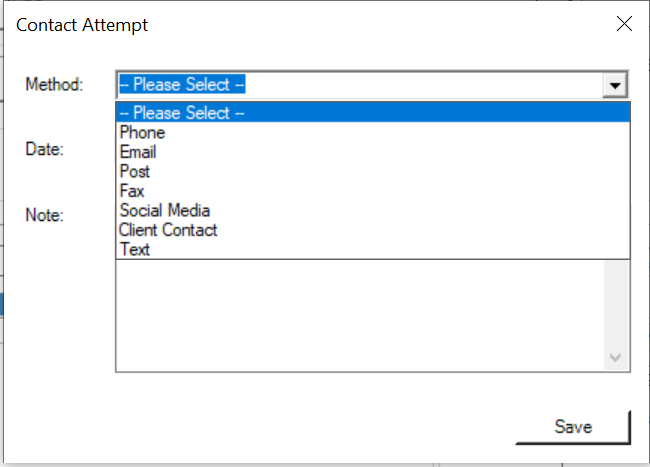 Contact Attempt
Method:
-- Please Select --
-- Please Select --
Phone
Email
Date:
Post
Fax
Social Media
Note:
Client Contact
Text
Save